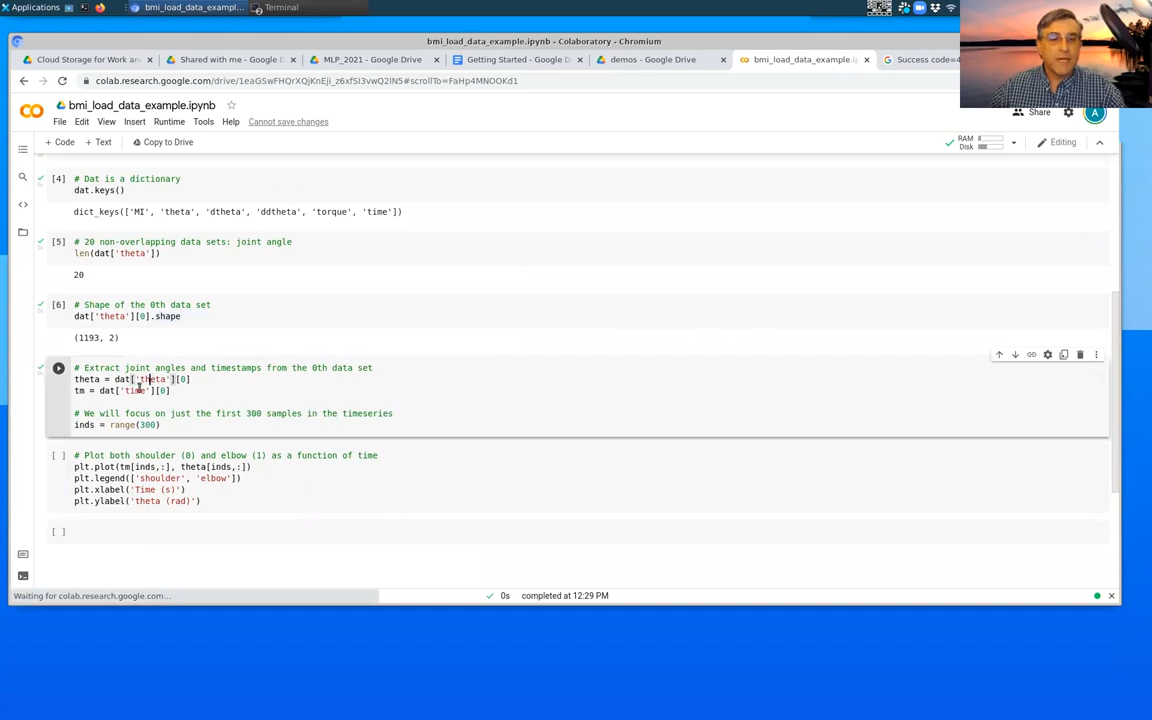 Applications
bmi_load_data_exampl...
Terminal
bmi_load_data_example.ipynb - Colaboratory - Chromium
Cloud Storage for Work an
Shared with me - Google D
MLP_2021 - Google Drive
Getting Started - Google D
demos - Google Drive
bmi_load_data_example.ip
Success code=4
colab.research.google.com/drive/1eaGSwFHQrXQjKnEji_z6xfSI3vwQ2lN5#scrollTo=FaHp4MNOOKd1
bmi_load_data_example.ipynb
File Edit View Insert Runtime Tools Help Cannot save changes
Share
A
+ Code + Text Copy to Drive
RAM
Disk
Editing
[4] # Dat is a dictionary
dat.keys()
dict_keys(['MI', 'theta', 'dtheta', 'ddtheta', 'torque', 'time'])
[5] # 20 non-overlapping data sets: joint angle
len(dat['theta'])
20
[6] # Shape of the 0th data set
dat['theta'][0].shape
(1193, 2)
# Extract joint angles and timestamps from the 0th data set
theta = dat['theta'][0]
tm = dat['time'][0]
# We will focus on just the first 300 samples in the timeseries
inds = range(300)
[ ] # Plot both shoulder (0) and elbow (1) as a function of time
plt.plot(tm[inds,:], theta[inds,:])
plt.legend(['shoulder', 'elbow'])
plt.xlabel('Time (s)')
plt.ylabel('theta (rad)')
[ ]
Waiting for colab.research.google.com...
0s completed at 12:29 PM